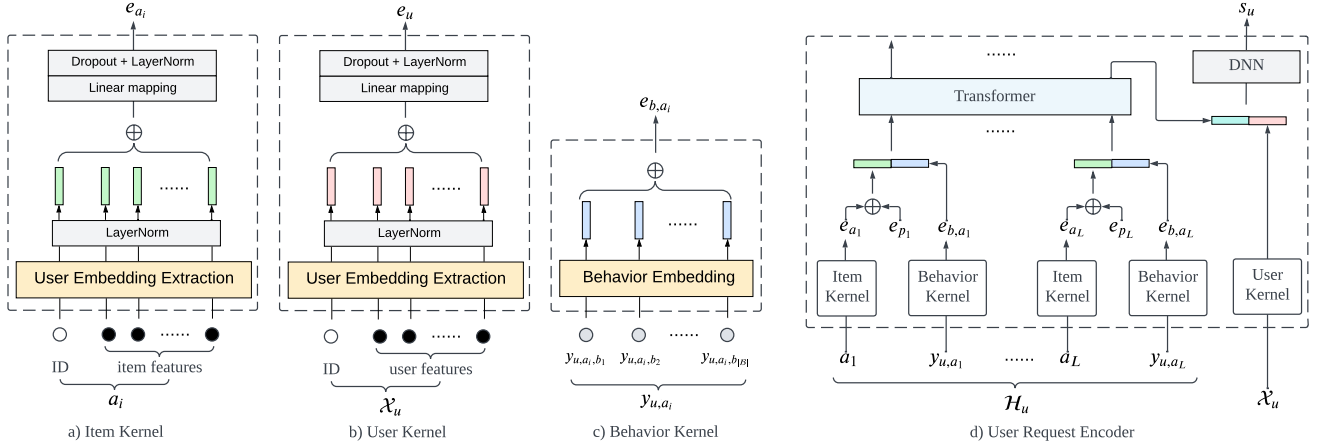 e_{a_i}
Dropout + LayerNorm
Linear mapping
⊕
......
LayerNorm
User Embedding Extraction
......
ID
item features
a_i
a) Item Kernel
e_u
Dropout + LayerNorm
Linear mapping
⊕
......
LayerNorm
User Embedding Extraction
......
ID
user features
𝒳_u
b) User Kernel
e_{b,a_i}
⊕
......
Behavior Embedding
......
y_{u,a_i,b_1} y_{u,a_i,b_2} y_{u,a_i,b_{|B|}}
y_{u,a_i}
c) Behavior Kernel
s_u
......
DNN
Transformer
......
⊕ ⊕
e_{a_1} e_{p_1} e_{b,a_1} e_{a_L} e_{p_L} e_{b,a_L}
Item
Kernel
Behavior
Kernel
Item
Kernel
Behavior
Kernel
User
Kernel
a_1 y_{u,a_1} ...... a_L y_{u,a_L}
ℋ_u
𝒳_u
d) User Request Encoder